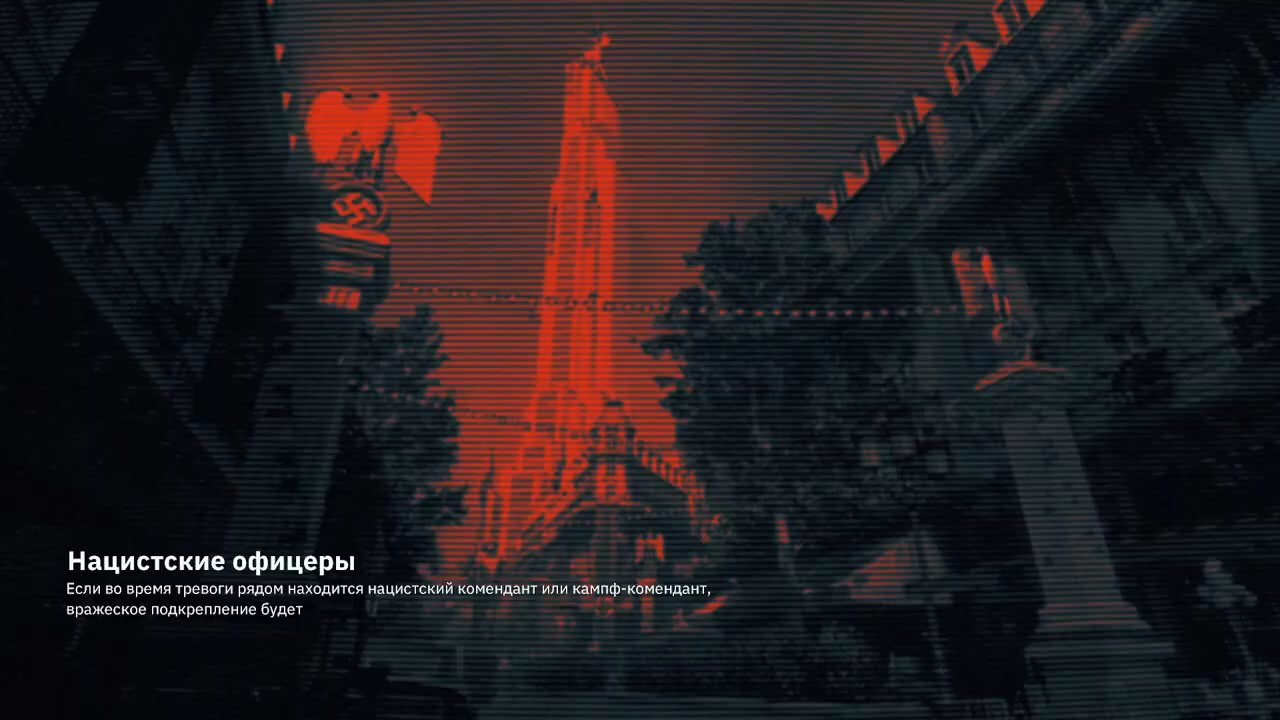 Нацистские офицеры
Если во время тревоги рядом находится нацистский комендант или кампф-комендант,
вражеское подкрепление будет